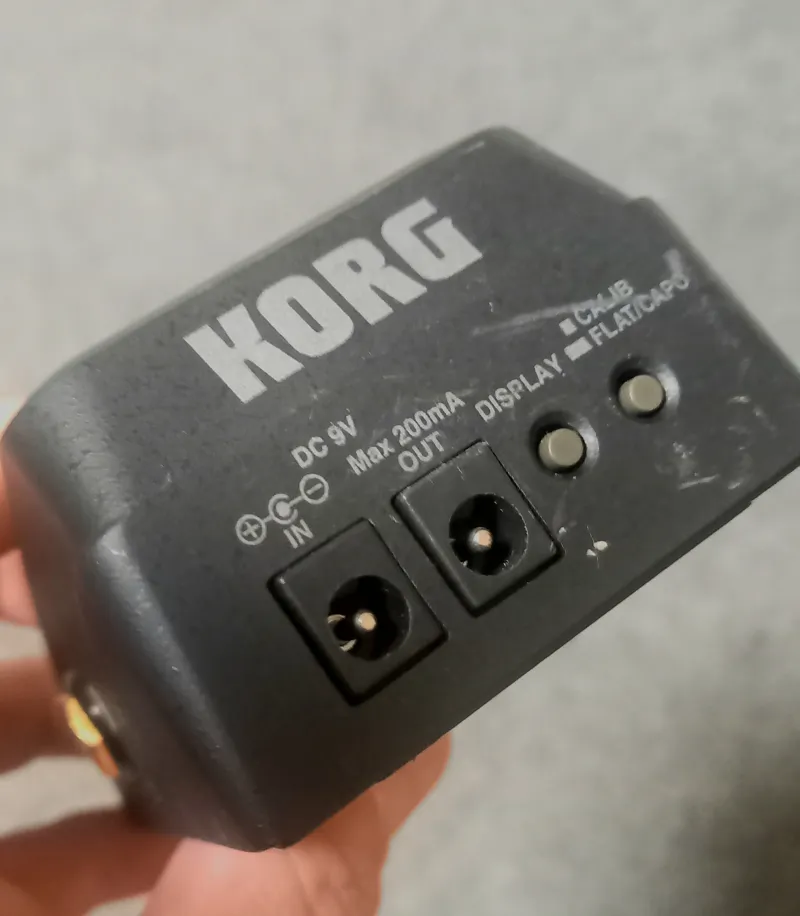 KORG
DC 9V
⊕ ⊖
IN
Max 200mA
OUT
DISPLAY
■ CALIB
▬ FLAT/CAPO